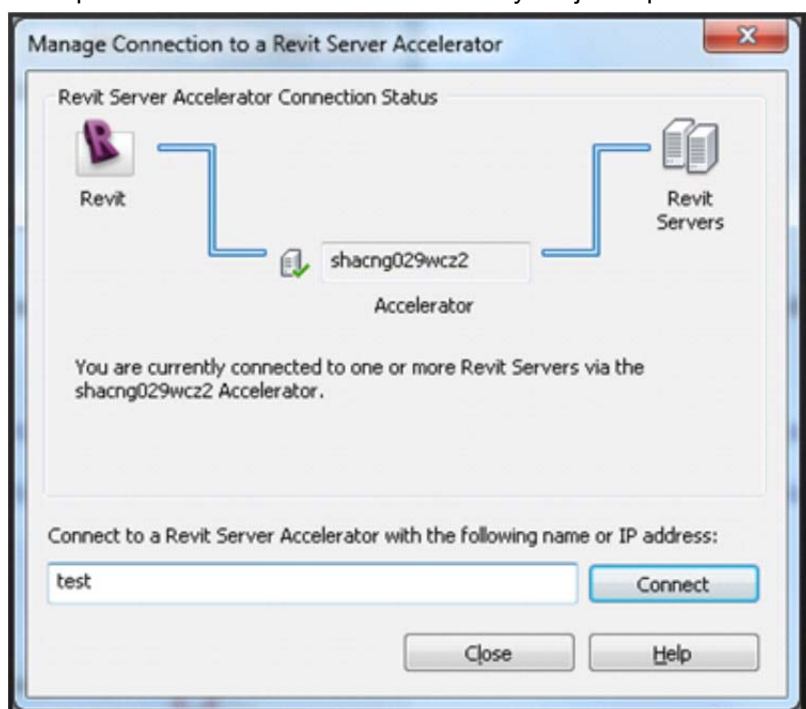 Manage Connection to a Revit Server Accelerator
Revit Server Accelerator Connection Status
R
Revit
Revit
Servers
shacng029wcz2
Accelerator
You are currently connected to one or more Revit Servers via the
shacng029wcz2 Accelerator.
Connect to a Revit Server Accelerator with the following name or IP address:
test
Connect
Close
Help